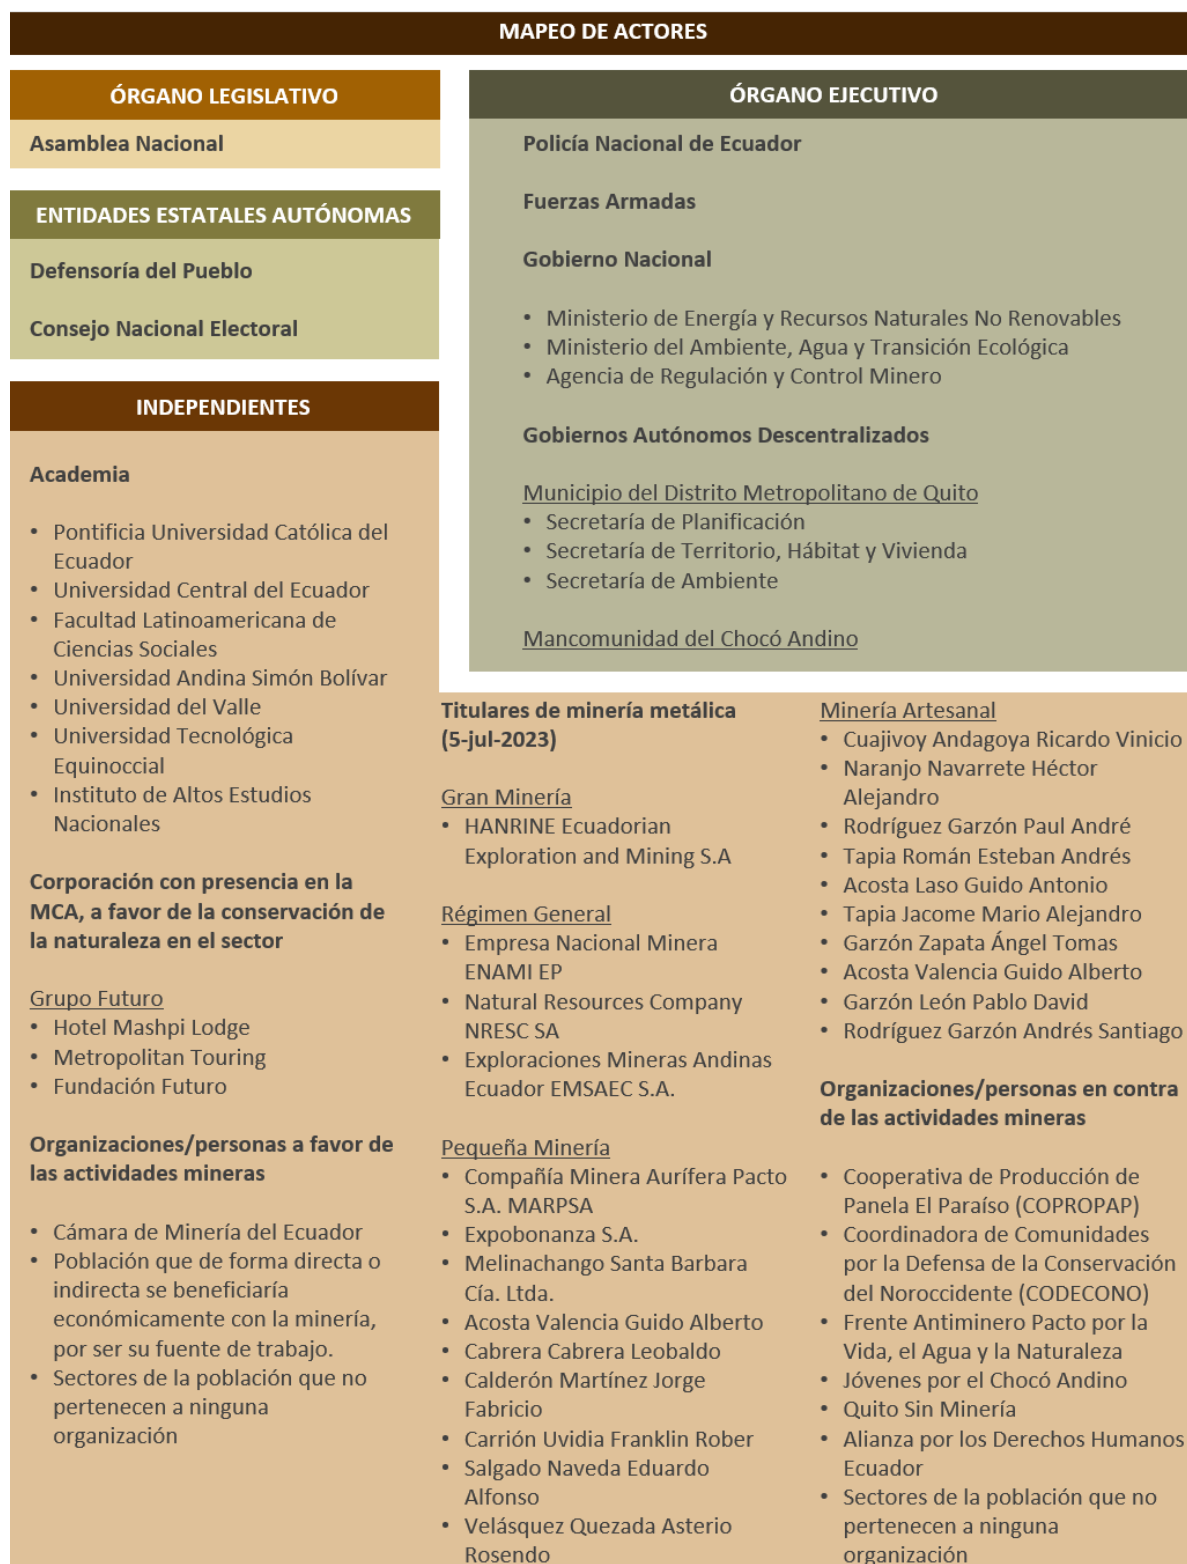 MAPEO DE ACTORES
ÓRGANO LEGISLATIVO
Asamblea Nacional
ENTIDADES ESTATALES AUTÓNOMAS
Defensoría del Pueblo
Consejo Nacional Electoral
ÓRGANO EJECUTIVO
Policía Nacional de Ecuador
Fuerzas Armadas
Gobierno Nacional
• Ministerio de Energía y Recursos Naturales No Renovables
• Ministerio del Ambiente, Agua y Transición Ecológica
• Agencia de Regulación y Control Minero
Gobiernos Autónomos Descentralizados
Municipio del Distrito Metropolitano de Quito
• Secretaría de Planificación
• Secretaría de Territorio, Hábitat y Vivienda
• Secretaría de Ambiente
Mancomunidad del Chocó Andino
INDEPENDIENTES
Academia
• Pontificia Universidad Católica del
Ecuador
• Universidad Central del Ecuador
• Facultad Latinoamericana de
Ciencias Sociales
• Universidad Andina Simón Bolívar
• Universidad del Valle
• Universidad Tecnológica
Equinoccial
• Instituto de Altos Estudios
Nacionales
Corporación con presencia en la
MCA, a favor de la conservación de
la naturaleza en el sector
Grupo Futuro
• Hotel Mashpi Lodge
• Metropolitan Touring
• Fundación Futuro
Organizaciones/personas a favor de
las actividades mineras
• Cámara de Minería del Ecuador
• Población que de forma directa o
indirecta se beneficiaría
económicamente con la minería,
por ser su fuente de trabajo.
• Sectores de la población que no
pertenecen a ninguna
organización
Titulares de minería metálica
(5-jul-2023)
Gran Minería
• HANRINE Ecuadorian
Exploration and Mining S.A
Régimen General
• Empresa Nacional Minera
ENAMI EP
• Natural Resources Company
NRESC SA
• Exploraciones Mineras Andinas
Ecuador EMSAEC S.A.
Pequeña Minería
• Compañía Minera Aurífera Pacto
S.A. MARPSA
• Expobonanza S.A.
• Melinachango Santa Barbara
Cía. Ltda.
• Acosta Valencia Guido Alberto
• Cabrera Cabrera Leobaldo
• Calderón Martínez Jorge
Fabricio
• Carrión Uvidia Franklin Rober
• Salgado Naveda Eduardo
Alfonso
• Velásquez Quezada Asterio
Rosendo
Minería Artesanal
• Cuajivoy Andagoya Ricardo Vinicio
• Naranjo Navarrete Héctor
Alejandro
• Rodríguez Garzón Paul André
• Tapia Román Esteban Andrés
• Acosta Laso Guido Antonio
• Tapia Jacome Mario Alejandro
• Garzón Zapata Ángel Tomas
• Acosta Valencia Guido Alberto
• Garzón León Pablo David
• Rodríguez Garzón Andrés Santiago
Organizaciones/personas en contra
de las actividades mineras
• Cooperativa de Producción de
Panela El Paraíso (COPROPAP)
• Coordinadora de Comunidades
por la Defensa de la Conservación
del Noroccidente (CODECONO)
• Frente Antiminero Pacto por la
Vida, el Agua y la Naturaleza
• Jóvenes por el Chocó Andino
• Quito Sin Minería
• Alianza por los Derechos Humanos
Ecuador
• Sectores de la población que no
pertenecen a ninguna
organización